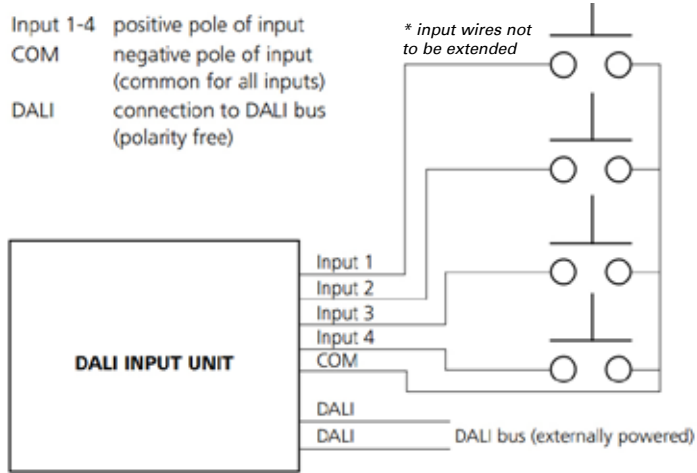 Input 1-4 positive pole of input
COM negative pole of input
(common for all inputs)
DALI connection to DALI bus
(polarity free)
* input wires not
to be extended
Input 1
Input 2
Input 3
Input 4
COM
DALI INPUT UNIT
DALI
DALI
DALI bus (externally powered)